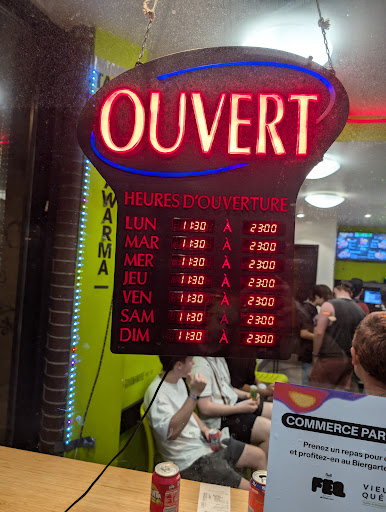 OUVERT
HEURES D'OUVERTURE
LUN 11:30 À 23:00
MAR 11:30 À 23:00
MER 11:30 À 23:00
JEU 11:30 À 23:00
VEN 11:30 À 23:00
SAM 11:30 À 23:00
DIM 11:30 À 23:00
WARMA
COMMERCE PAR
Prenez un repas pour
et profitez-en au Biergarte
FEQ
VIEU
QUÉ